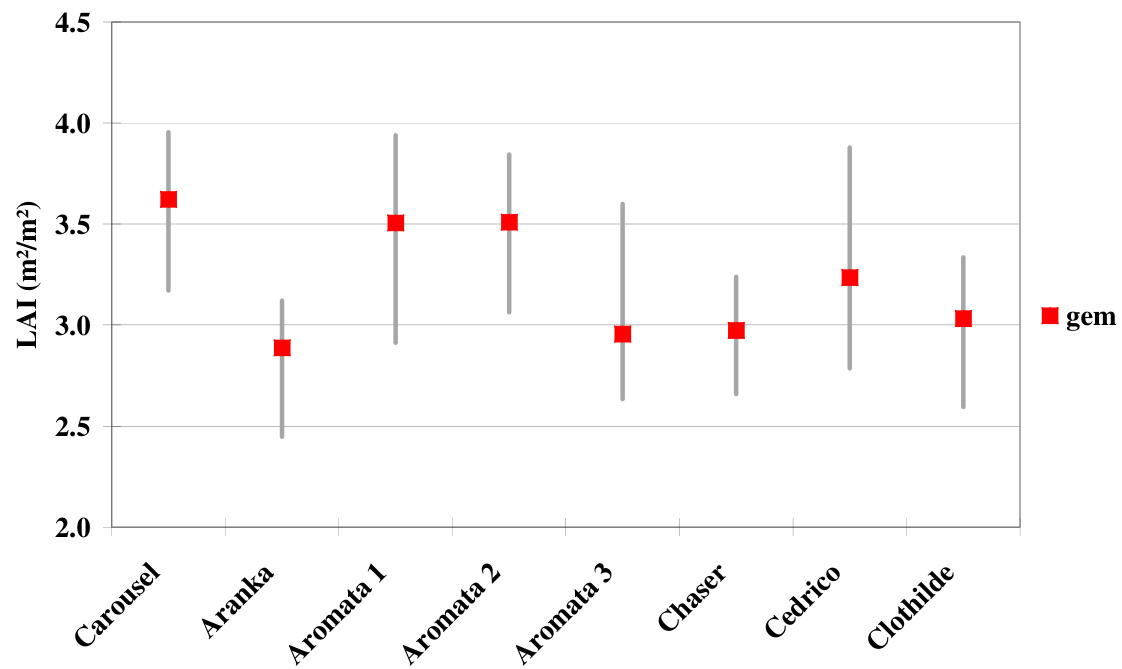 4.5
4.0
3.5
3.0
2.5
2.0
LAI (m²/m²)
Carousel
Aranka
Aromata 1
Aromata 2
Aromata 3
Chaser
Cedrico
Clothilde
gem